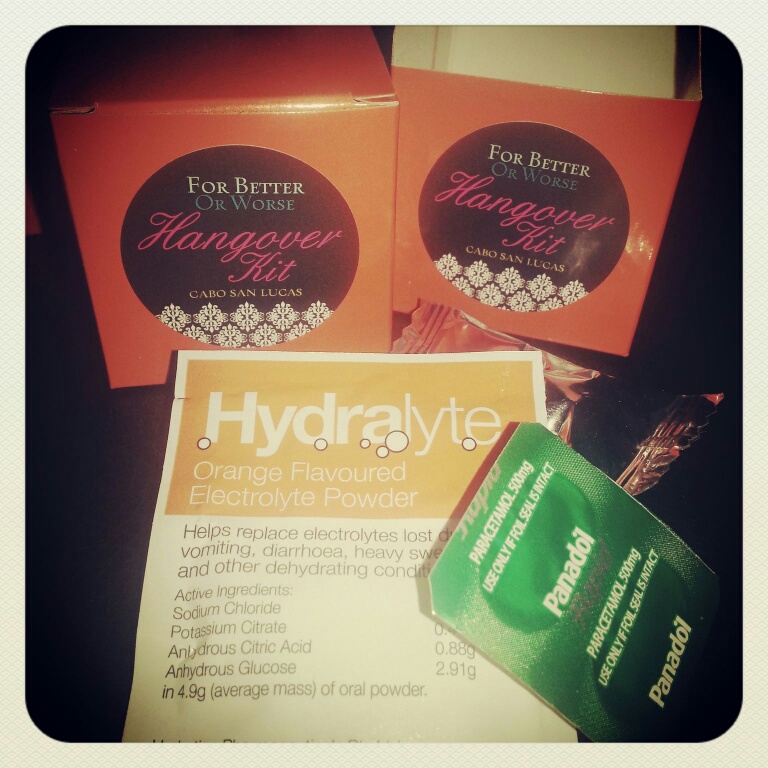 FOR BETTER
OR WORSE
Hangover
Kit
CABO SAN LUCAS
FOR BETTER
OR WORSE
Hangover
Kit
CABO SAN LUCAS
Hydralyte
Orange Flavoured
Electrolyte Powder
Helps replace electrolytes lost
vomiting, diarrhoea, heavy
and other dehydrating
Active Ingredients:
Sodium Chloride
Potassium Citrate
Anhydrous Citric Acid 0.88g
Anhydrous Glucose 2.91g
in 4.9g (average mass) of oral powder.
PARACETAMOL 500mg
USE ONLY IF FOIL SEAL IS INTACT
Panadol
PARACETAMOL 500mg
USE ONLY IF FOIL SEAL IS INTACT
Panadol